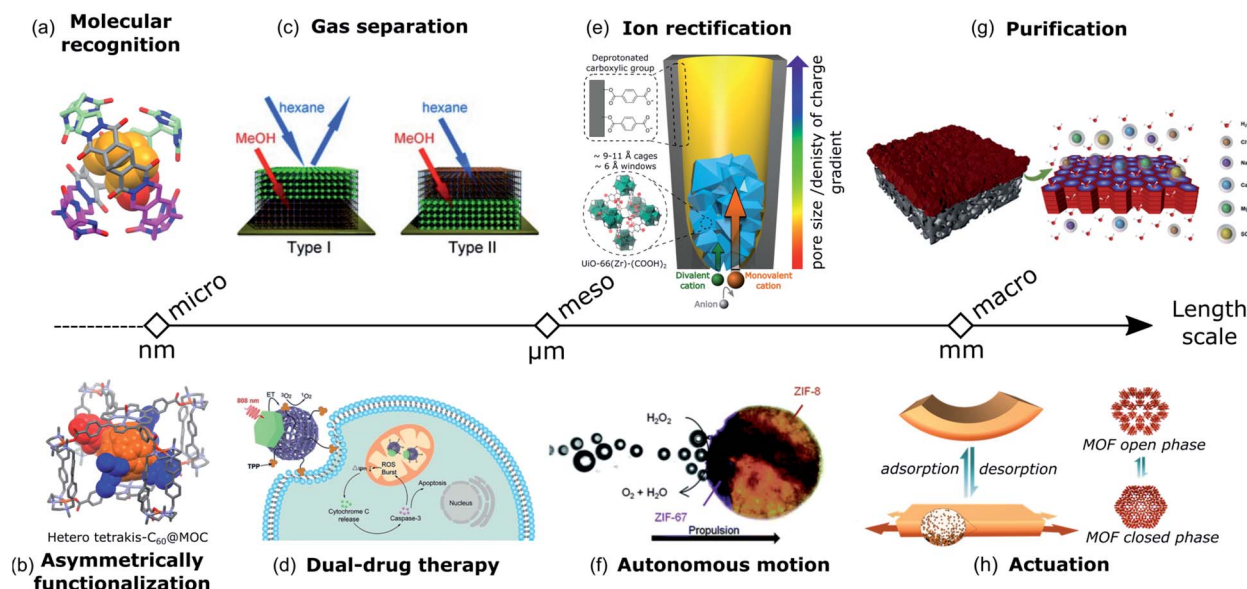 (a) Molecular
recognition
(c) Gas separation
hexane
MeOH
Type I
hexane
MeOH
Type II
(e) Ion rectification
Deprotonated
carboxylic group
~ 9-11 Å cages
~ 6 Å windows
UiO-66(Zr)-(COOH)2
Divalent
cation
Monovalent
cation
Anion
pore size /denisty of charge
gradient
(g) Purification
micro
meso
macro
nm
μm
mm
Length
scale
Hetero tetrakis-C60@MOC
(b) Asymmetrically
functionalization
808 nm
ET
3O2
1O2
TPP
ROS
Burst
Cytochrome C
release
Caspase-3
Apoptosis
Nucleus
(d) Dual-drug therapy
ZIF-8
H2O2
O2 + H2O
ZIF-67
Propulsion
(f) Autonomous motion
adsorption
desorption
MOF open phase
MOF closed phase
(h) Actuation